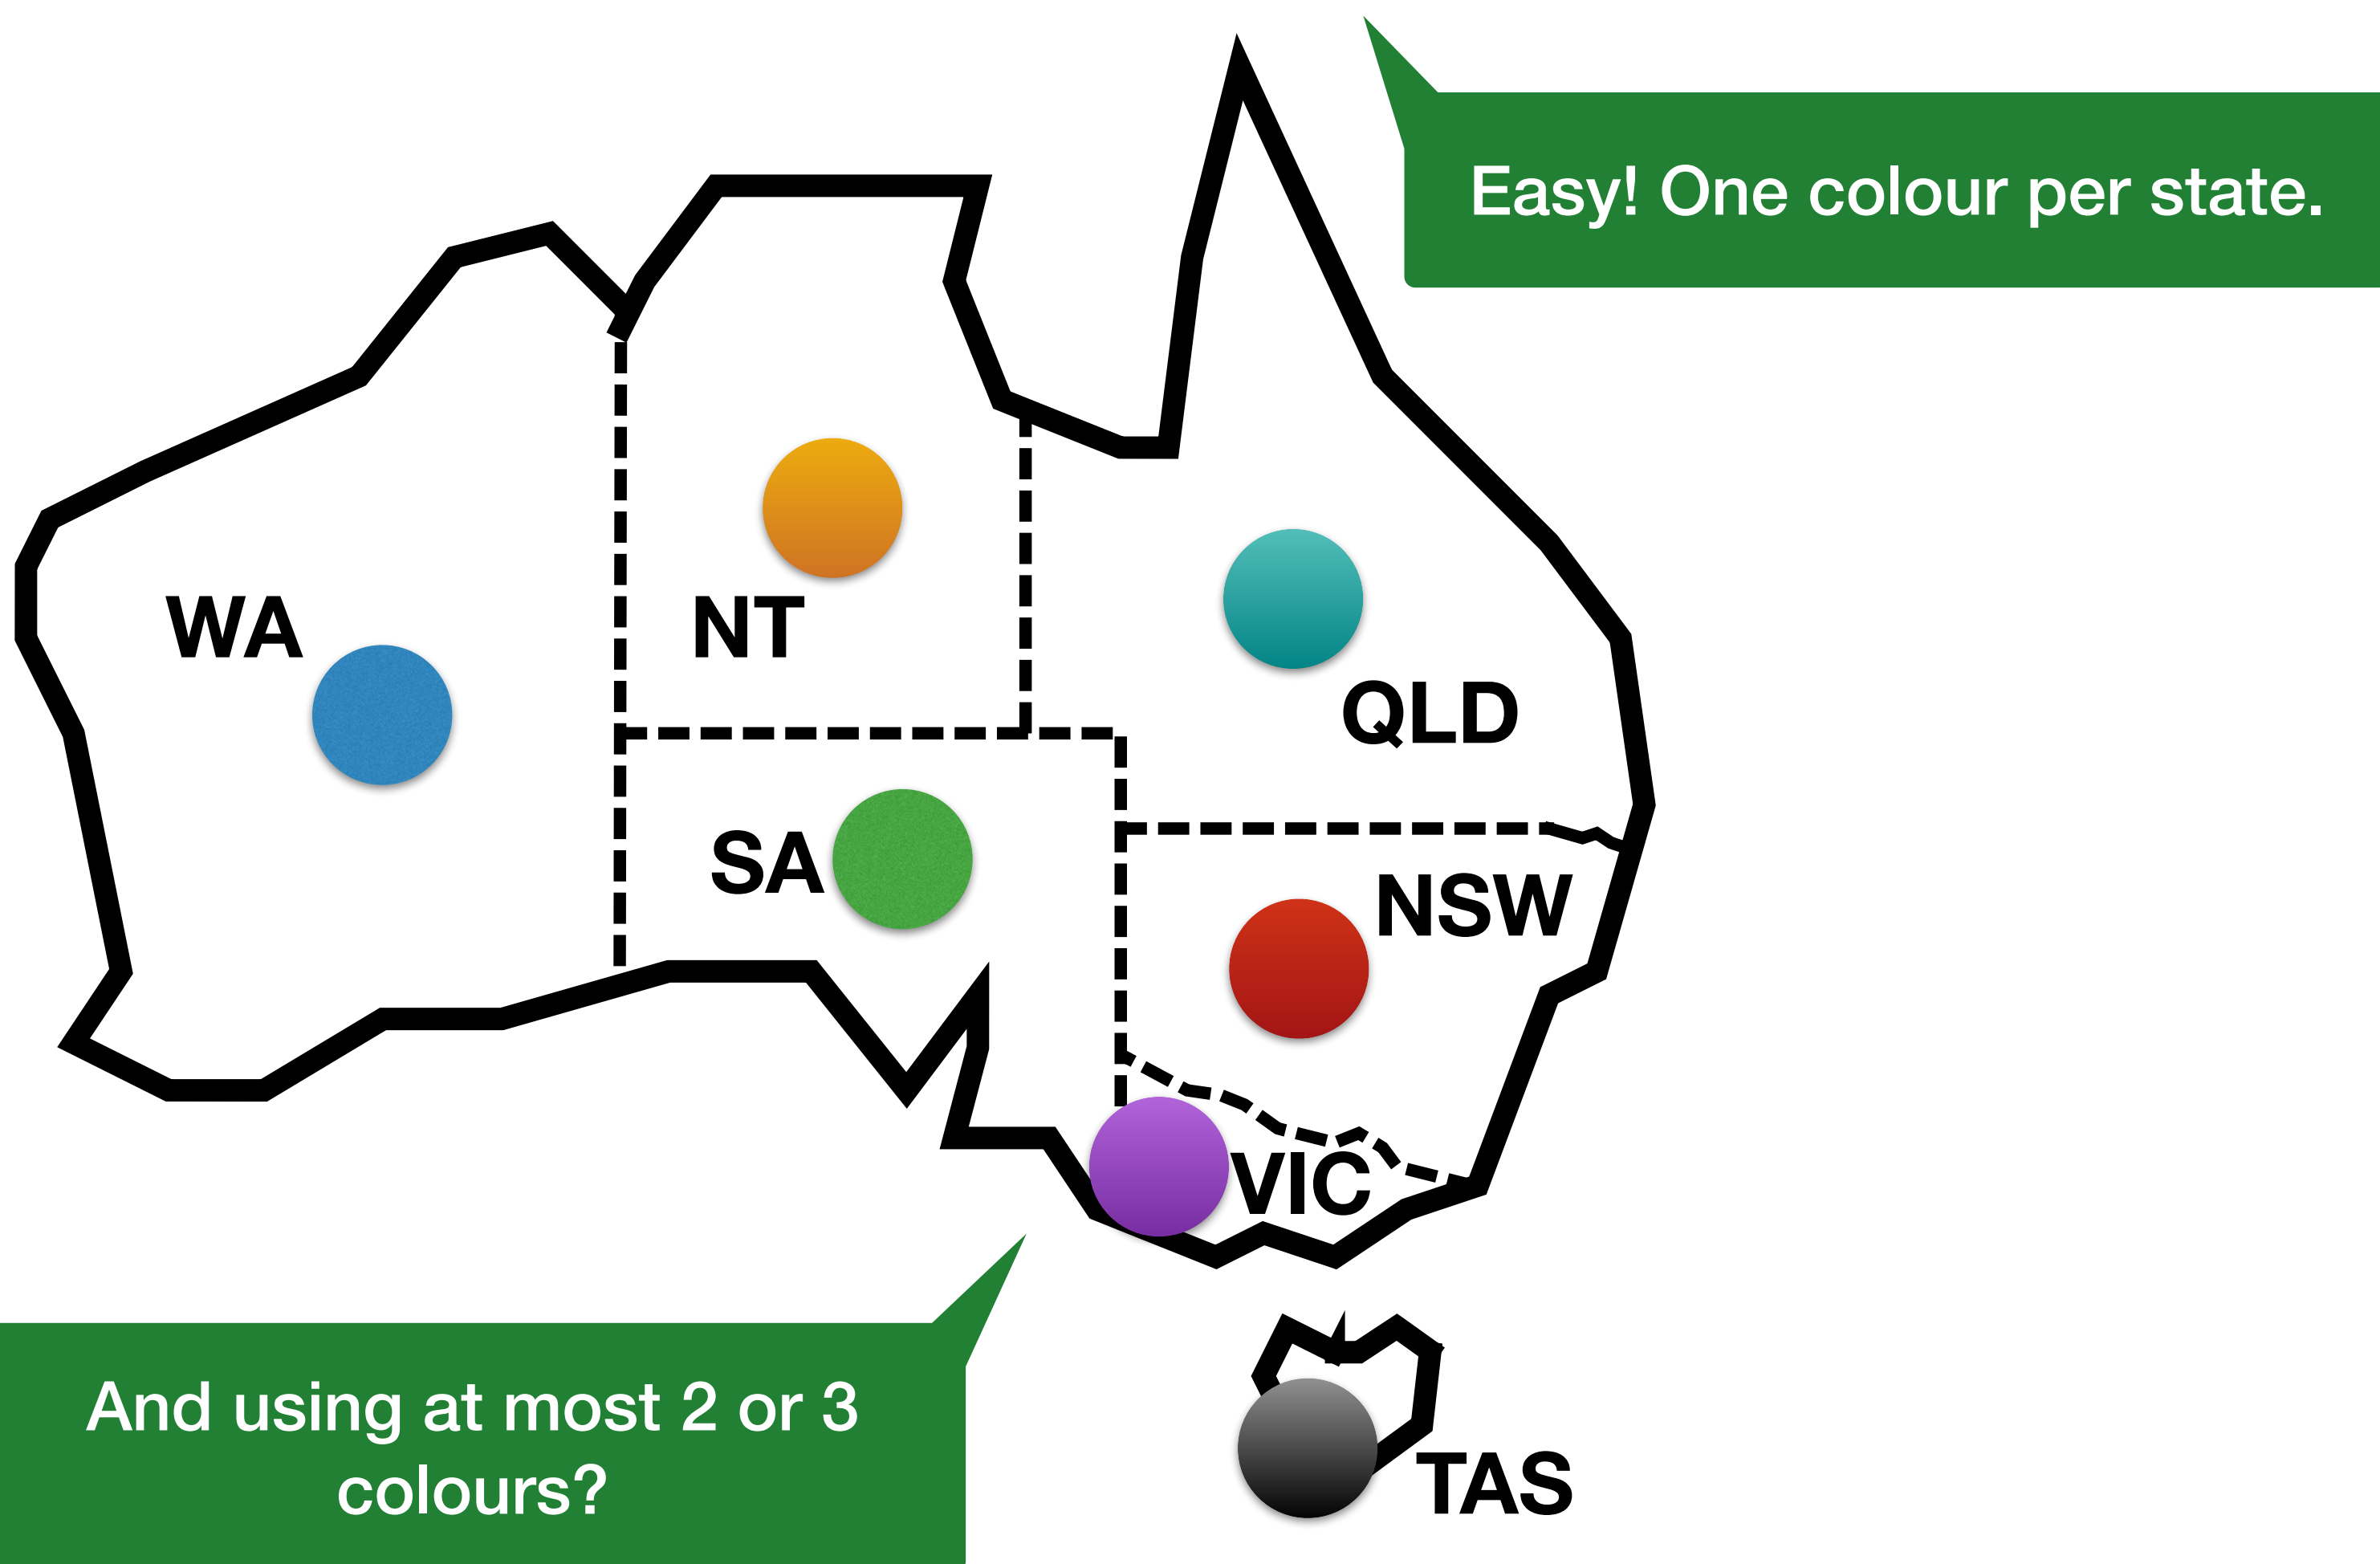 Easy! One colour per state.
WA
NT
QLD
SA
NSW
VIC
And using at most 2 or 3
colours?
TAS